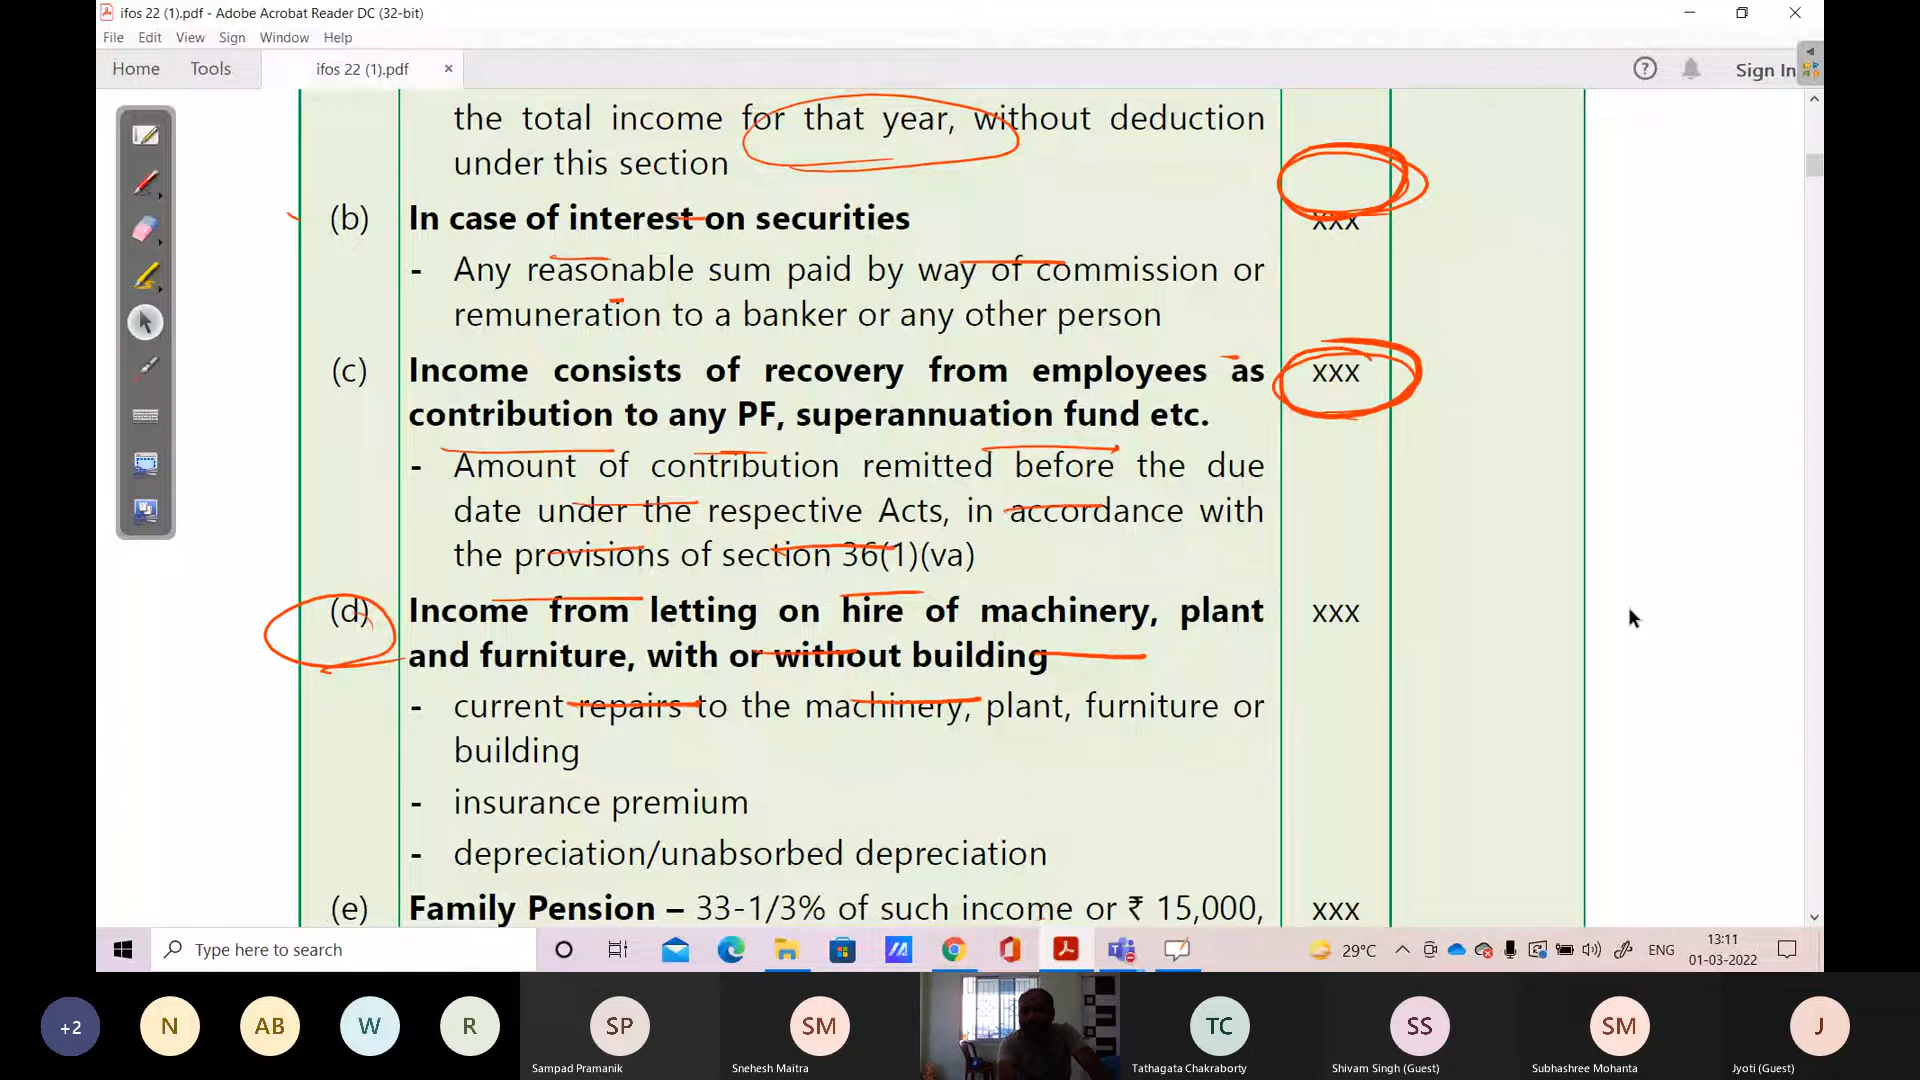 ifos 22 (1).pdf - Adobe Acrobat Reader DC (32-bit)
File Edit View Sign Window Help
Home Tools ifos 22 (1).pdf × Sign In
the total income for that year, without deduction
under this section
(b) In case of interest on securities xxx
- Any reasonable sum paid by way of commission or
remuneration to a banker or any other person
(c) Income consists of recovery from employees as xxx
contribution to any PF, superannuation fund etc.
- Amount of contribution remitted before the due
date under the respective Acts, in accordance with
the provisions of section 36(1)(va)
(d) Income from letting on hire of machinery, plant xxx
and furniture, with or without building
- current repairs to the machinery, plant, furniture or
building
- insurance premium
- depreciation/unabsorbed depreciation
(e) Family Pension – 33-1/3% of such income or ₹ 15,000, xxx
Type here to search 29°C ENG 13:11
01-03-2022
+2 N AB W R SP SM TC SS SM J
Sampad Pramanik Snehesh Maitra Tathagata Chakraborty Shivam Singh (Guest) Subhashree Mohanta Jyoti (Guest)